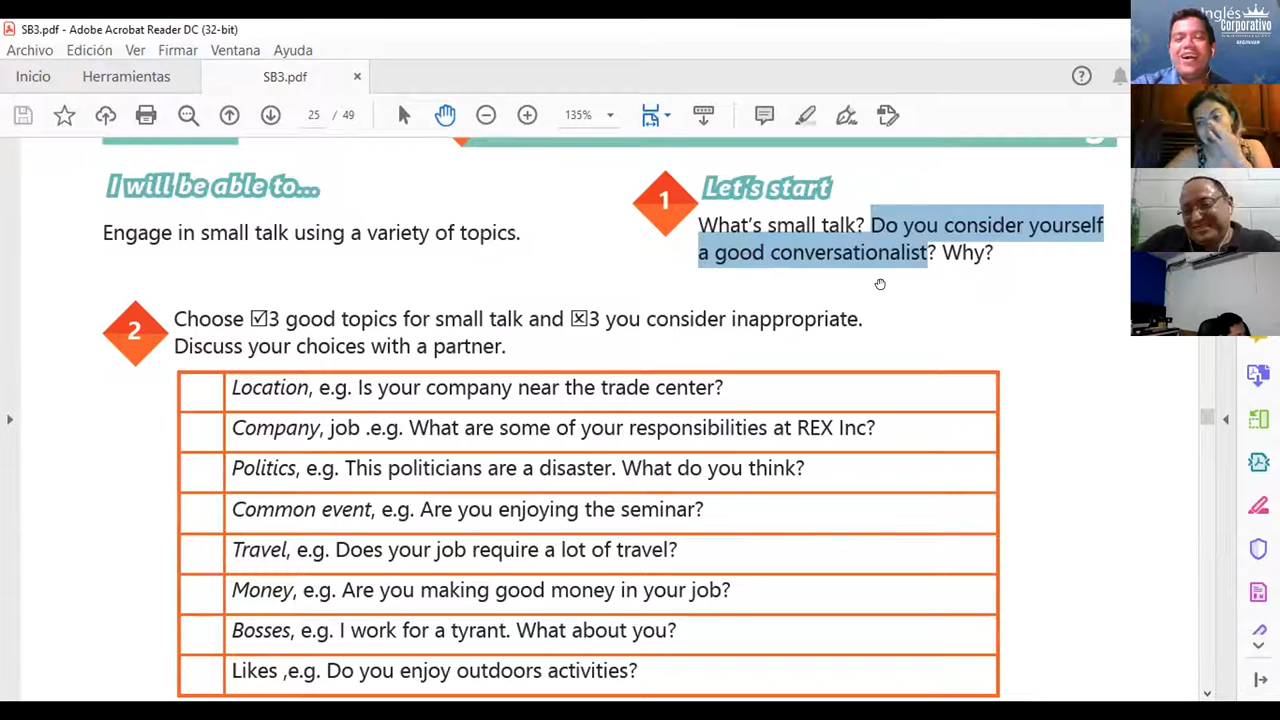 SB3.pdf - Adobe Acrobat Reader DC (32-bit)
Archivo Edición Ver Firmar Ventana Ayuda
Inicio Herramientas SB3.pdf ×
25 / 49 135%
Inglés
Corporativo
BEGINNER
I will be able to...
Engage in small talk using a variety of topics.
1 Let's start
What's small talk? Do you consider yourself
a good conversationalist? Why?
2 Choose ☑3 good topics for small talk and ☒3 you consider inappropriate.
Discuss your choices with a partner.
Location, e.g. Is your company near the trade center?
Company, job .e.g. What are some of your responsibilities at REX Inc?
Politics, e.g. This politicians are a disaster. What do you think?
Common event, e.g. Are you enjoying the seminar?
Travel, e.g. Does your job require a lot of travel?
Money, e.g. Are you making good money in your job?
Bosses, e.g. I work for a tyrant. What about you?
Likes ,e.g. Do you enjoy outdoors activities?